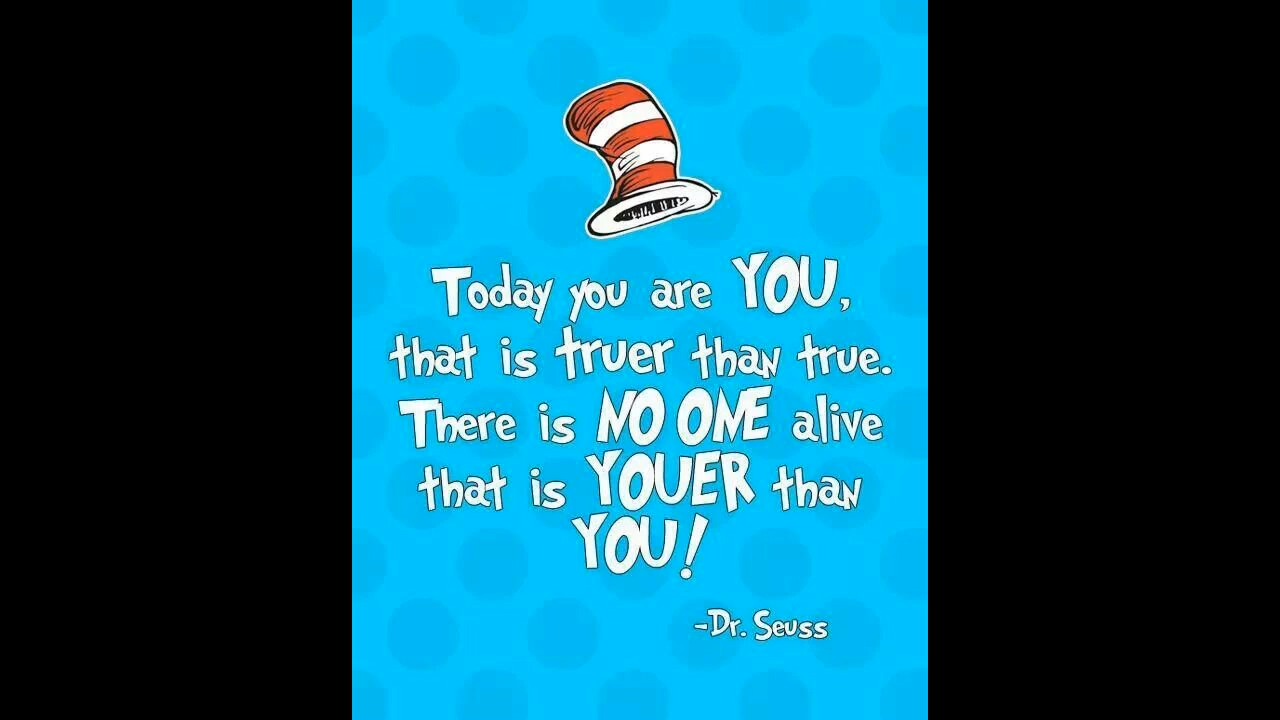 Today you are YOU,
that is truer than true.
There is NO ONE alive
that is YOUER than
YOU!
-Dr. Seuss